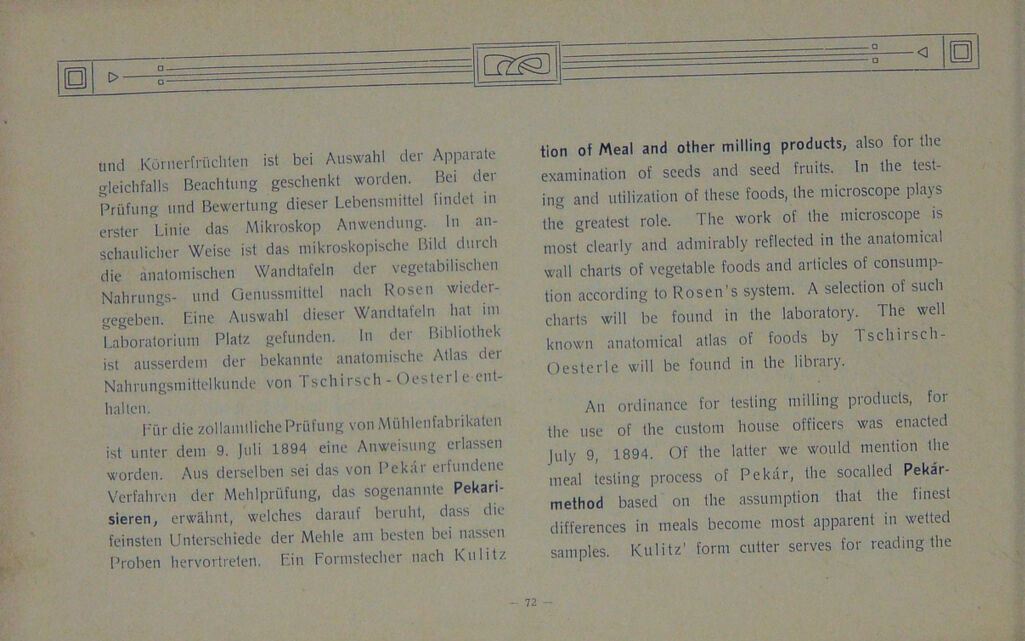 und Körnerfrüchten ist bei Auswahl der Apparate
gleichfalls Beachtung geschenkt worden. Bei der
Prüfung und Bewertung dieser Lebensmittel findet in
erster Linie das Mikroskop Anwendung. In an-
schaulicher Weise ist das mikroskopische Bild durch
die anatomischen Wandtafeln der vegetabilischen
Nahrungs- und Genussmittel nach Rosen wieder-
gegeben. Eine Auswahl dieser Wandtafeln hat im
Laboratorium Platz gefunden. In der Bibliothek
ist ausserdem der bekannte anatomische Atlas der
Nahrungsmittelkunde von Tschirsch-Oesterle ent-
halten.
Für die zollamtliche Prüfung von Mühlenfabrikaten
ist unter dem 9. Juli 1894 eine Anweisung erlassen
worden. Aus derselben sei das von Pekár erfundene
Verfahren der Mehlprüfung, das sogenannte Pekari-
sieren, erwähnt, welches darauf beruht, dass die
feinsten Unterschiede der Mehle am besten bei nassen
Proben hervortreten. Ein Formstecher nach Kulitz
tion of Meal and other milling products, also for the
examination of seeds and seed fruits. In the test-
ing and utilization of these foods, the microscope plays
the greatest role. The work of the microscope is
most clearly and admirably reflected in the anatomical
wall charts of vegetable foods and articles of consump-
tion according to Rosen's system. A selection of such
charts will be found in the laboratory. The well
known anatomical atlas of foods by Tschirsch-
Oesterle will be found in the library.
An ordinance for testing milling products, for
the use of the custom house officers was enacted
July 9, 1894. Of the latter we would mention the
meal testing process of Pekár, the socalled Pekár-
method based on the assumption that the finest
differences in meals become most apparent in wetted
samples. Kulitz' form cutter serves for reading the
— 72 —